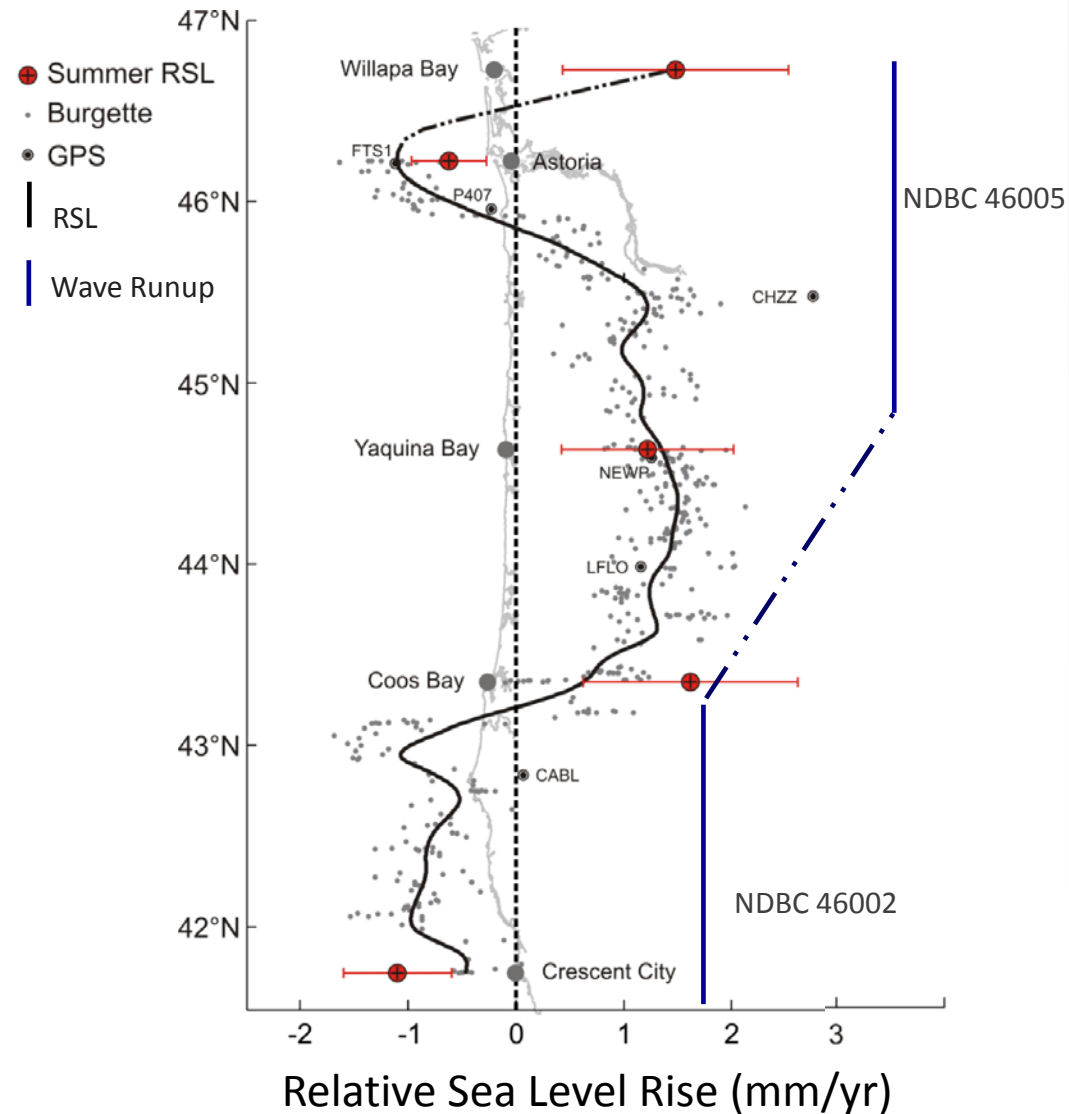 47°N
Summer RSL
Burgette
GPS
RSL
Wave Runup
Willapa Bay
FTS1
Astoria
46°N
P407
NDBC 46005
CHZZ
45°N
Yaquina Bay
NEWP
44°N
LFLO
Coos Bay
43°N
CABL
NDBC 46002
42°N
Crescent City
-2 -1 0 1 2 3
Relative Sea Level Rise (mm/yr)